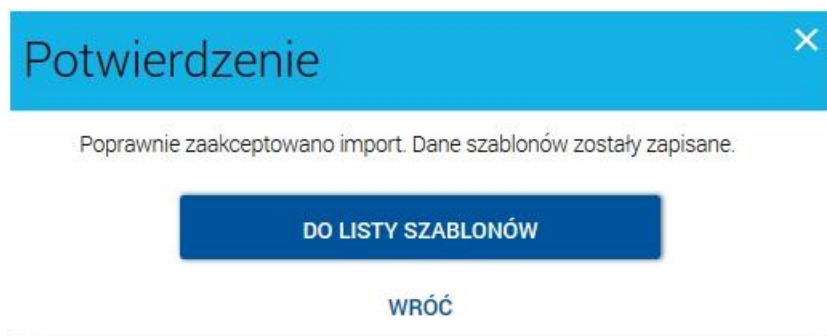 Potwierdzenie
Poprawnie zaakceptowano import. Dane szablonów zostały zapisane.
DO LISTY SZABLONÓW
WRÓĆ